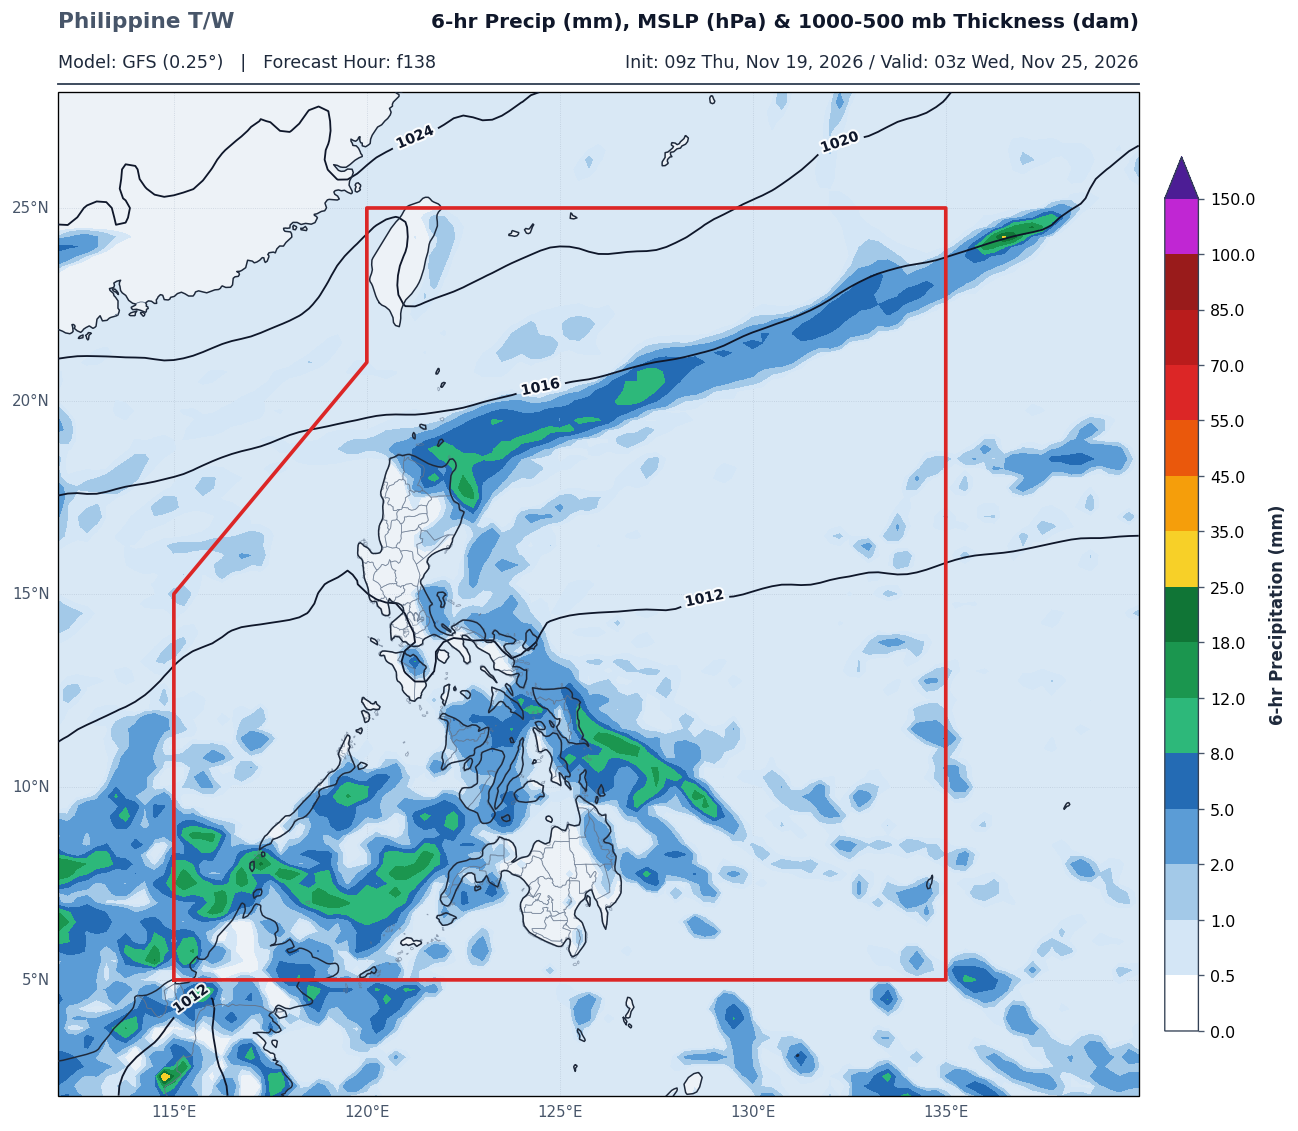 Philippine T/W
6-hr Precip (mm), MSLP (hPa) & 1000-500 mb Thickness (dam)
Model: GFS (0.25°)   |   Forecast Hour: f138
Init: 09z Thu, Nov 19, 2026 / Valid: 03z Wed, Nov 25, 2026
1024
1020
1016
1012
1012
25°N
20°N
15°N
10°N
5°N
115°E
120°E
125°E
130°E
135°E
150.0
100.0
85.0
70.0
55.0
45.0
35.0
25.0
18.0
12.0
8.0
5.0
2.0
1.0
0.5
0.0
6-hr Precipitation (mm)